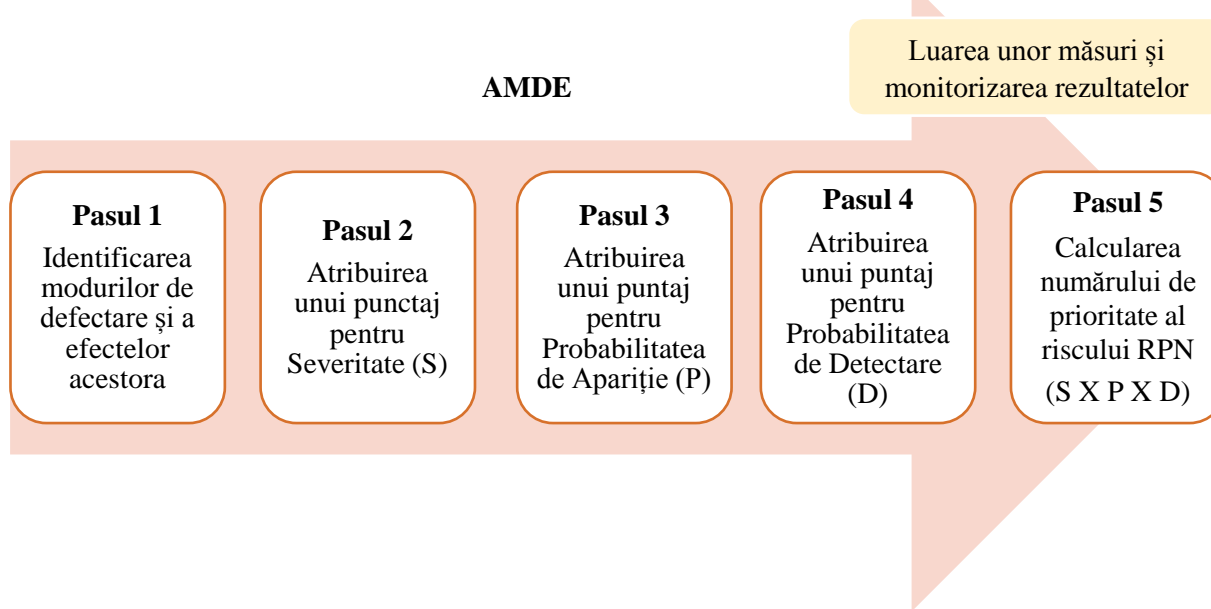 Luarea unor măsuri și
monitorizarea rezultatelor
AMDE
Pasul 1
Identificarea
modurilor de
defectare și a
efectelor
acestora
Pasul 2
Atribuirea
unui punctaj
pentru
Severitate (S)
Pasul 3
Atribuirea
unui puntaj
pentru
Probabilitatea
de Apariție (P)
Pasul 4
Atribuirea
unui puntaj
pentru
Probabilitatea
de Detectare
(D)
Pasul 5
Calcularea
numărului de
prioritate al
riscului RPN
(S X P X D)